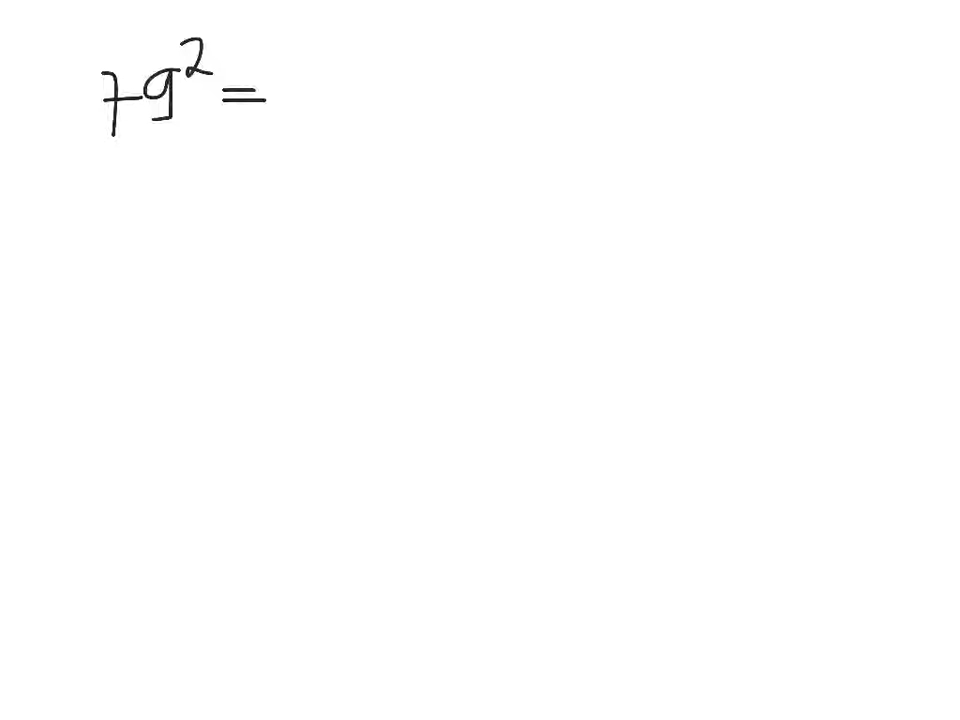 79² =